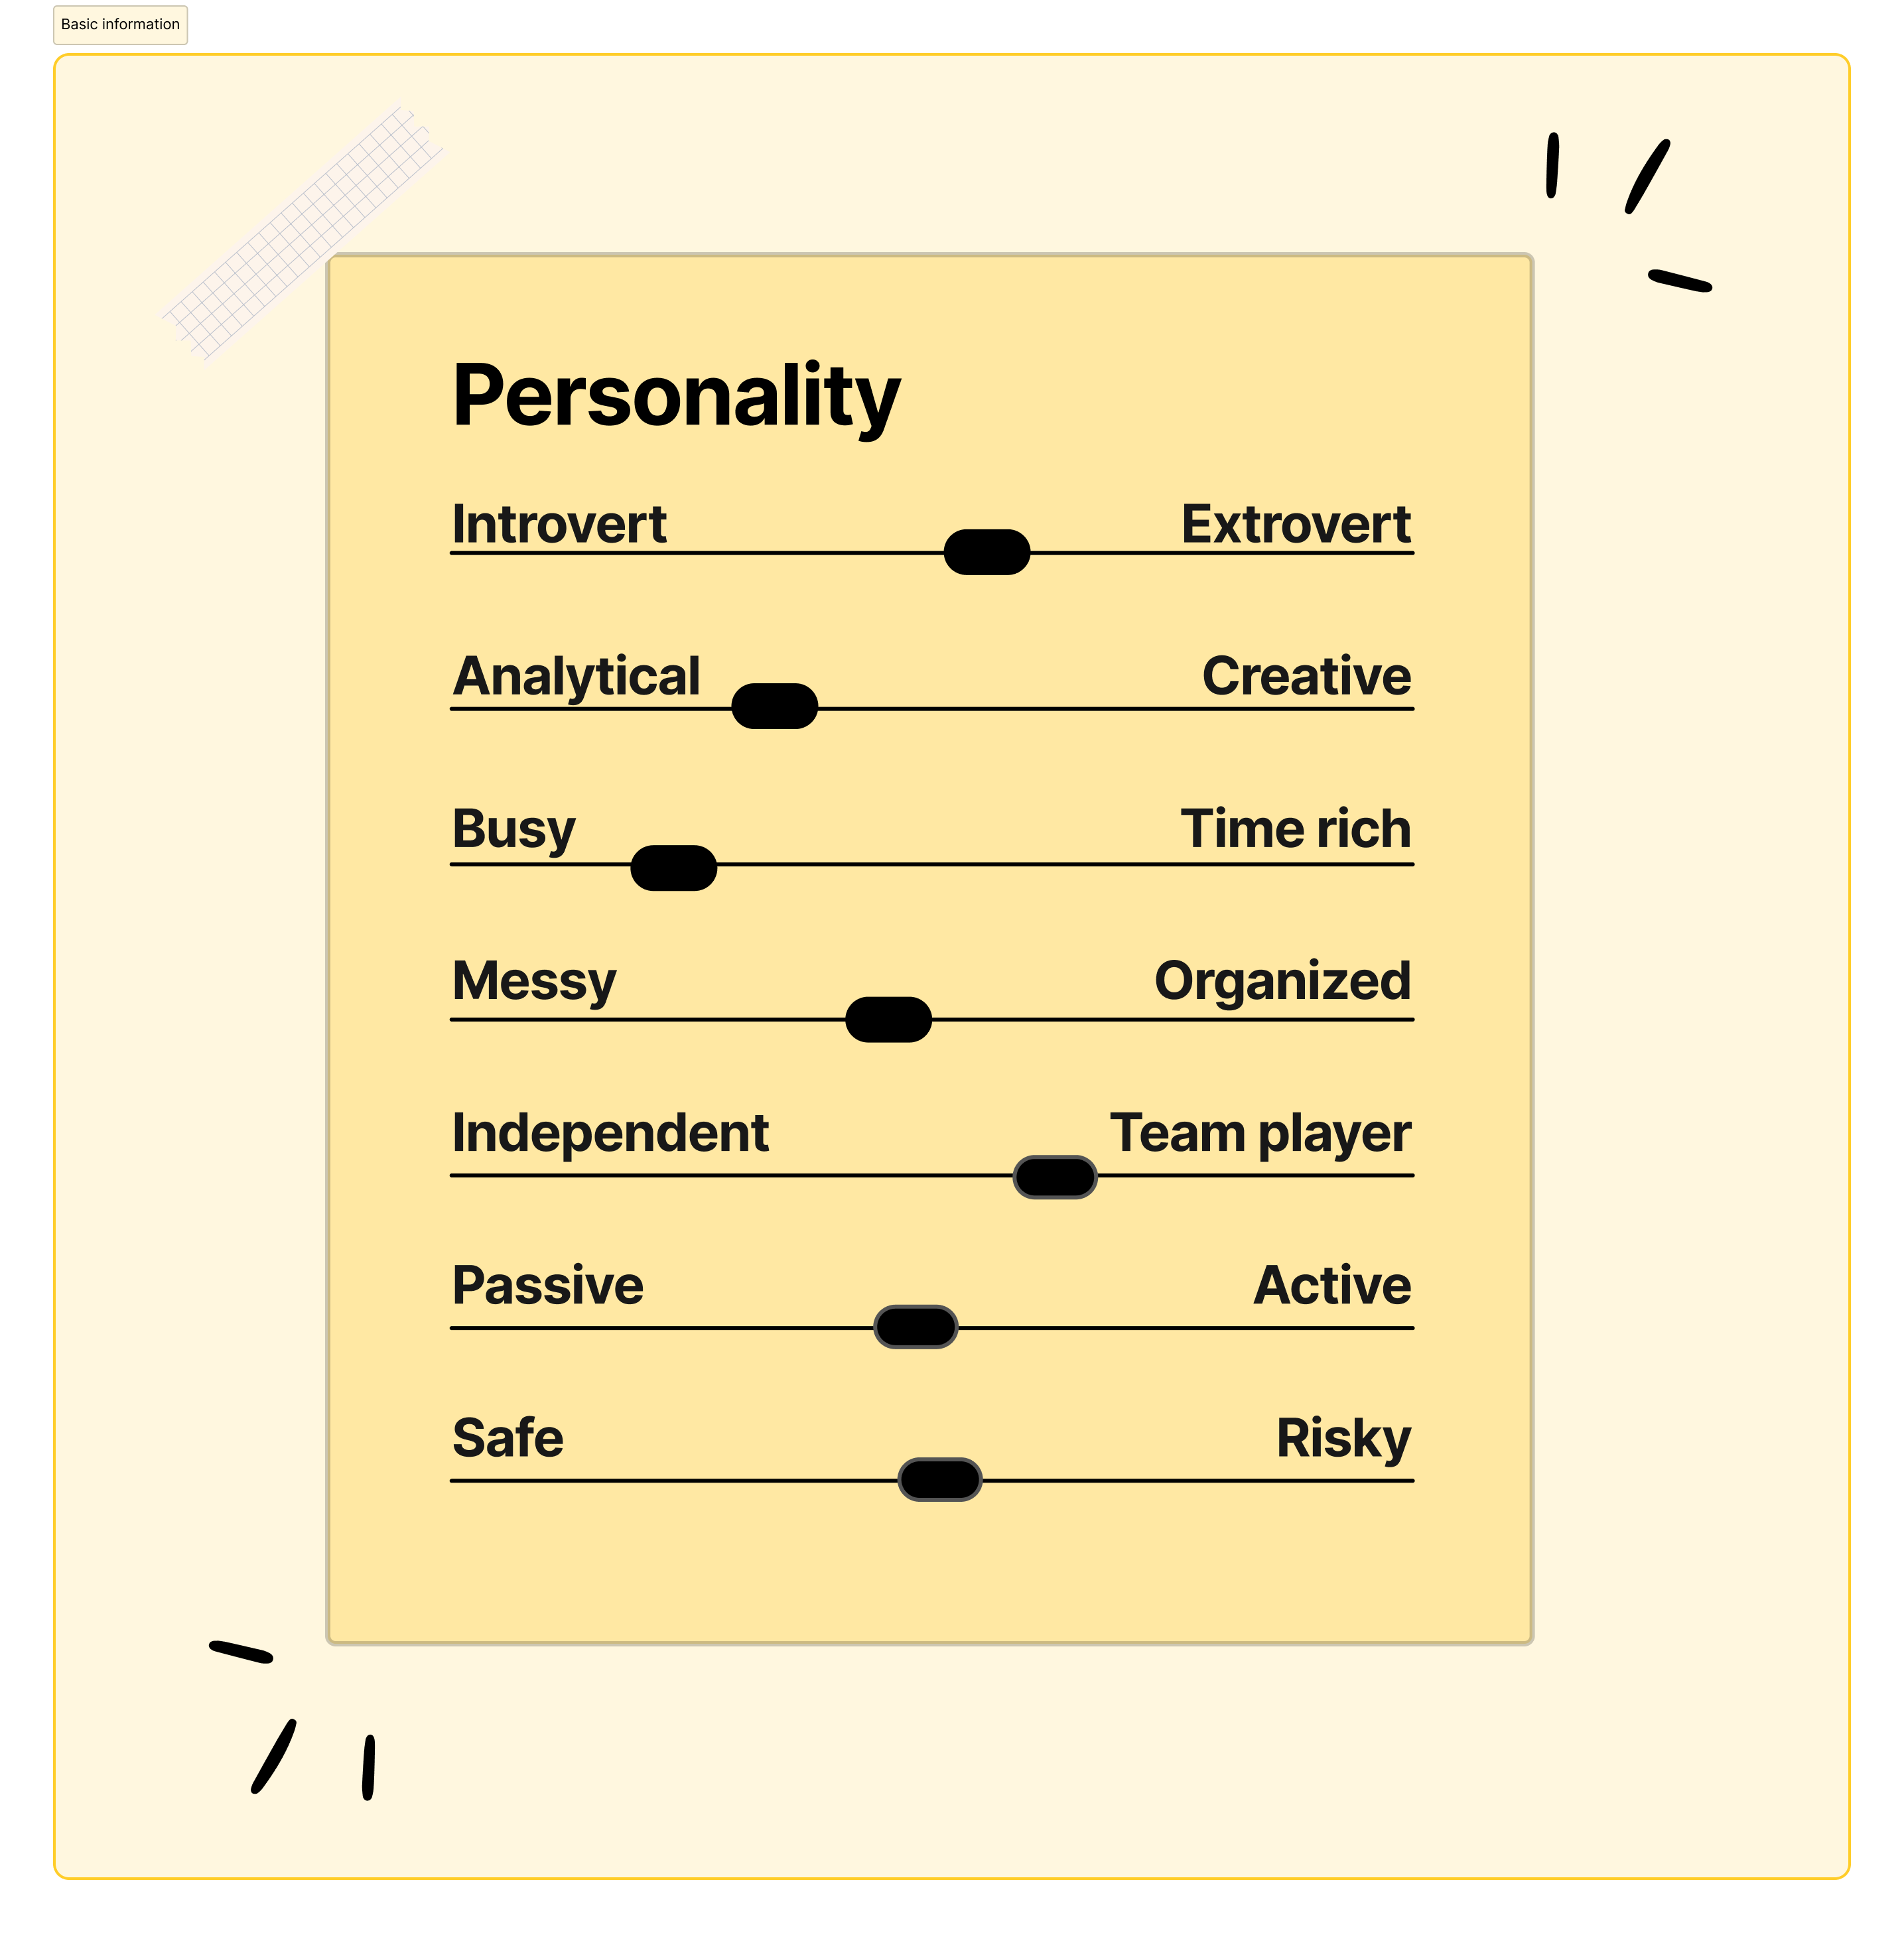 Basic information
Personality
Introvert Extrovert
Analytical Creative
Busy Time rich
Messy Organized
Independent Team player
Passive Active
Safe Risky